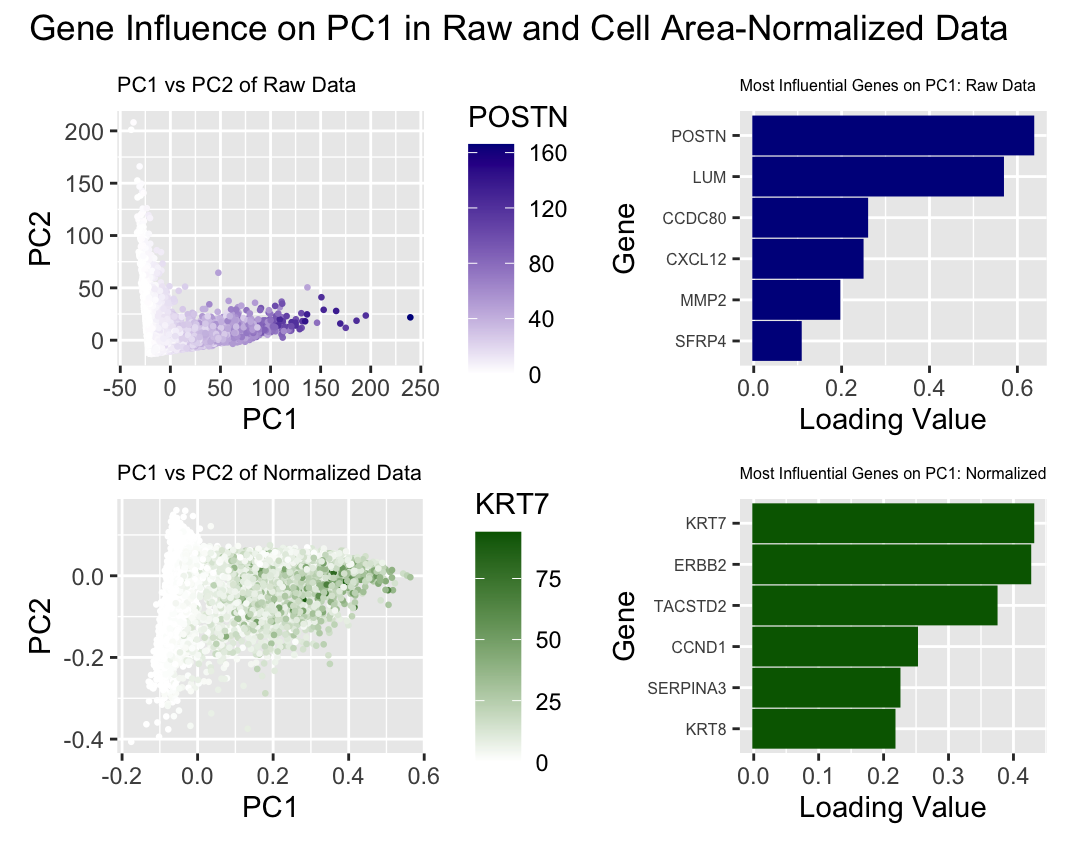 Gene Influence on PC1 in Raw and Cell Area-Normalized Data
PC1 vs PC2 of Raw Data
PC2
200
150
100
50
0
-50 0 50 100 150 200 250
PC1
POSTN
160
120
80
40
0
Most Influential Genes on PC1: Raw Data
Gene
POSTN
LUM
CCDC80
CXCL12
MMP2
SFRP4
0.0 0.2 0.4 0.6
Loading Value
PC1 vs PC2 of Normalized Data
PC2
0.0
-0.2
-0.4
-0.2 0.0 0.2 0.4 0.6
PC1
KRT7
75
50
25
0
Most Influential Genes on PC1: Normalized
Gene
KRT7
ERBB2
TACSTD2
CCND1
SERPINA3
KRT8
0.0 0.1 0.2 0.3 0.4
Loading Value